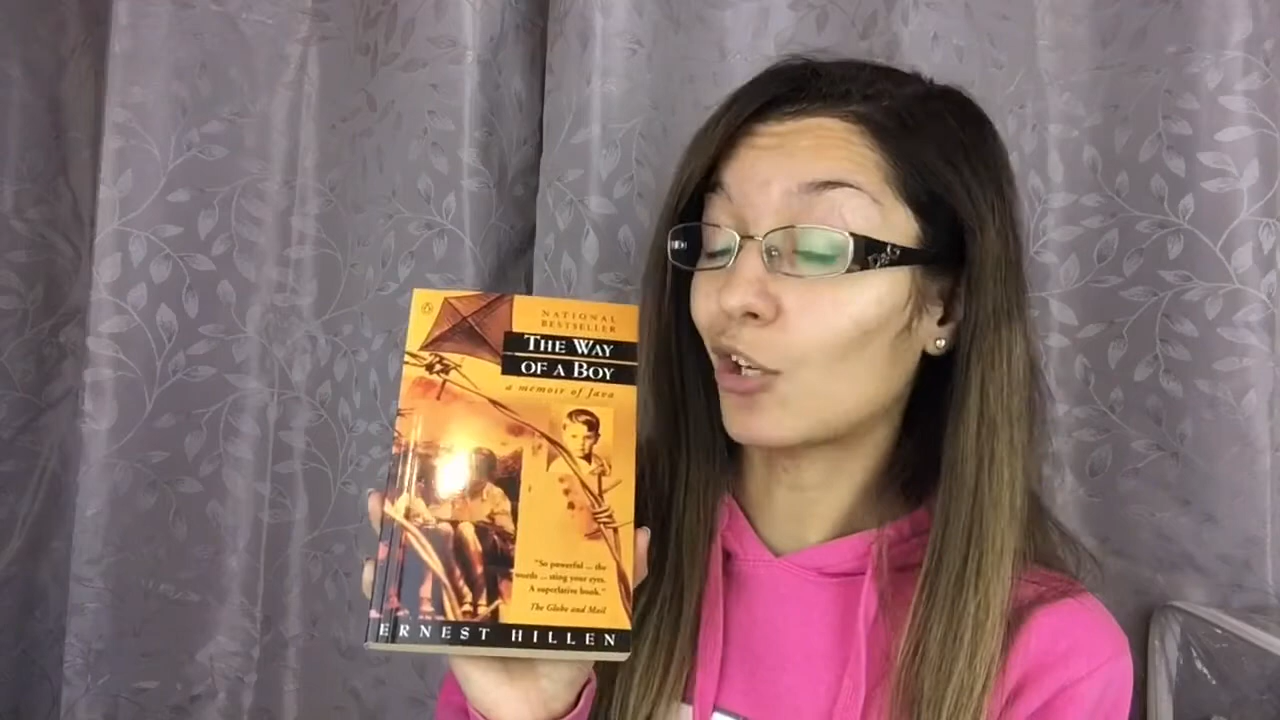 NATIONAL
BESTSELLER
THE WAY
OF A BOY
a memoir of Java
"So powerful ... the
words ... sting your eyes.
A superlative book."
The Globe and Mail
ERNEST HILLEN